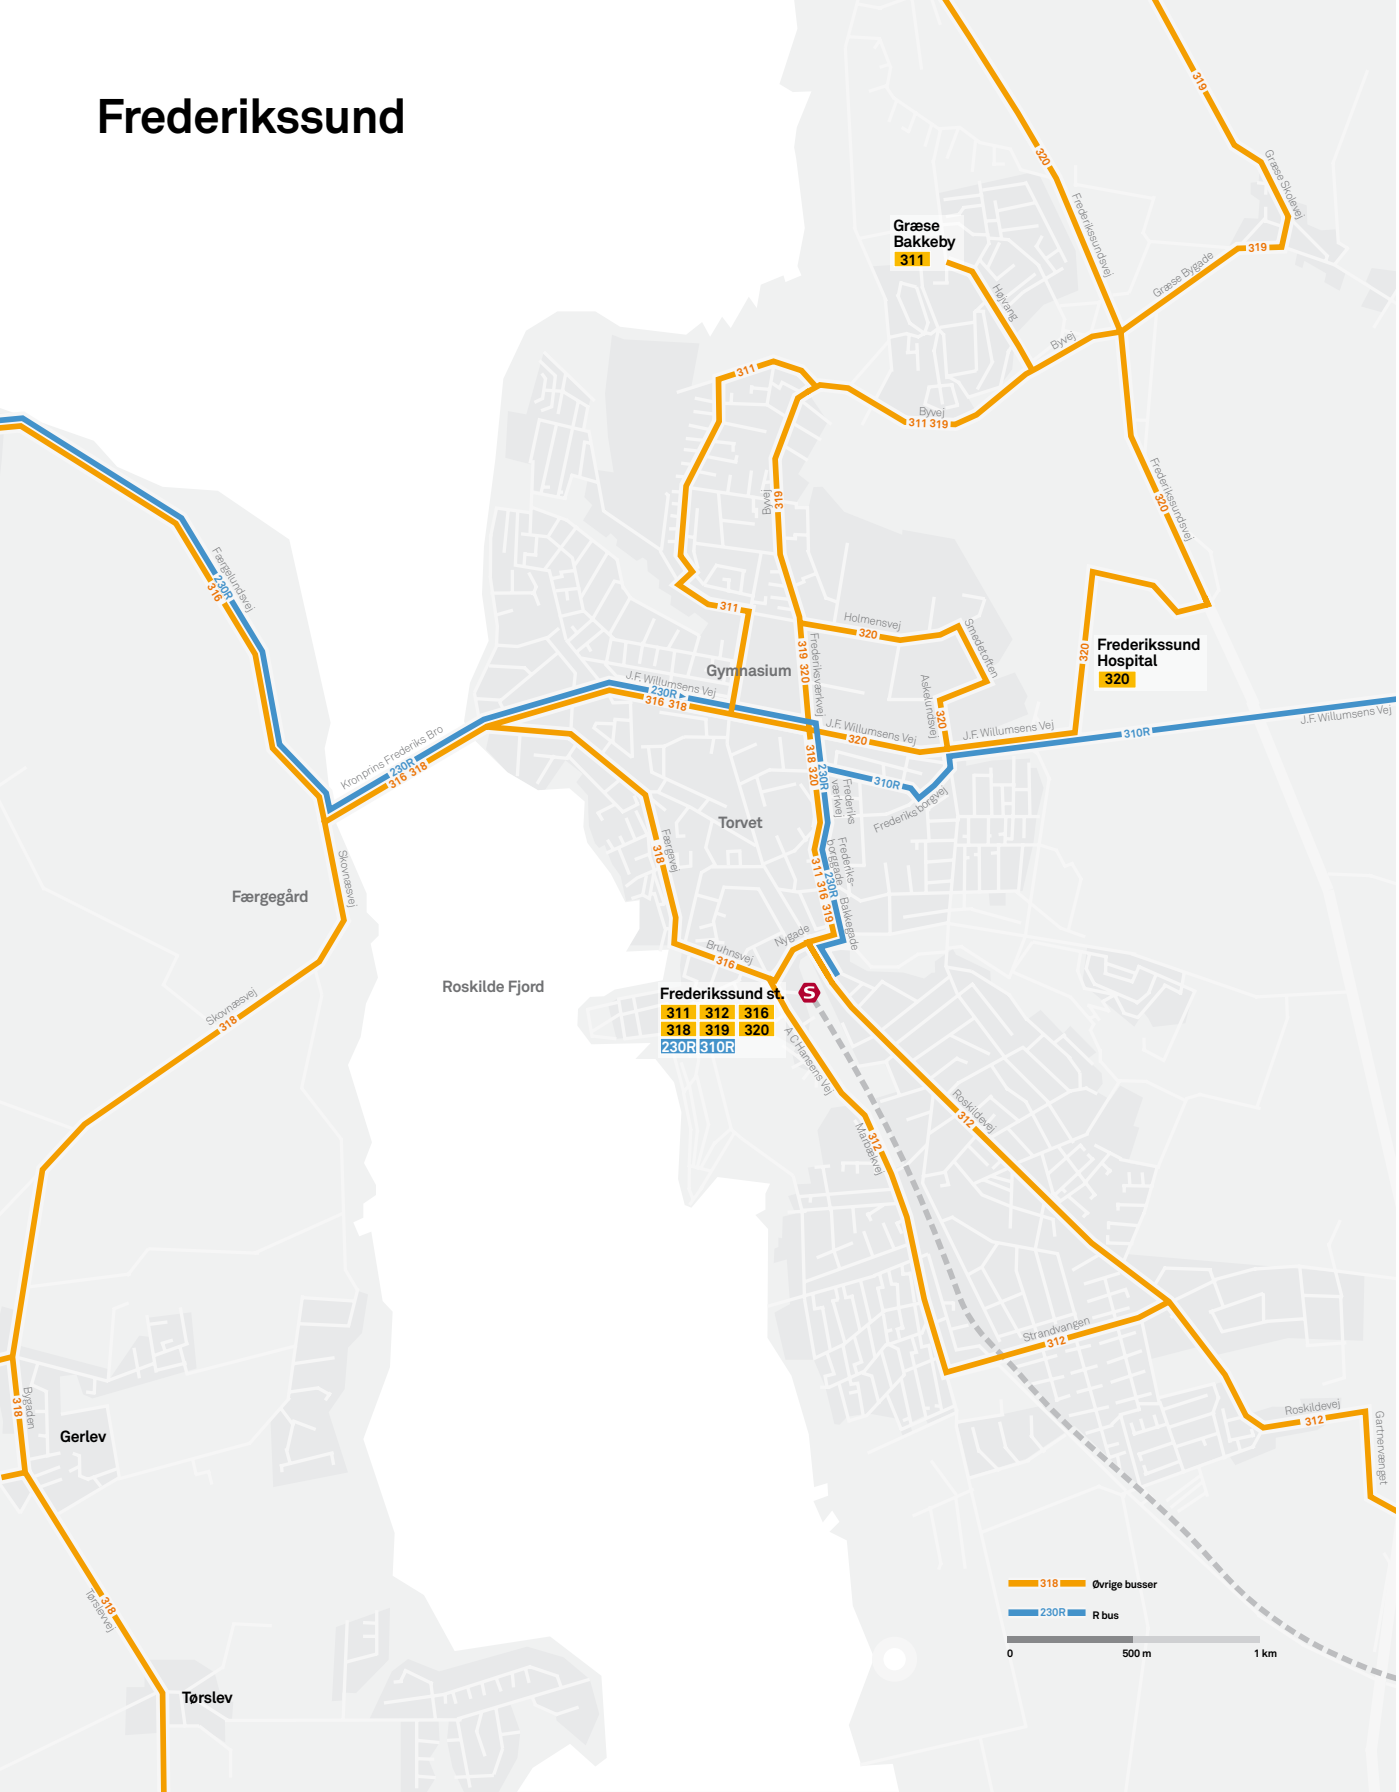 Frederikssund
319
320
Græse Skolevej
Frederikssundsvej
Græse
Bakkeby
311
319
Græse Bygade
Højvang
Byvej
311
Byvej
311 319
Byvej
319
Frederikssundsvej
320
Færgelundsvej
230R
316
311
Holmensvej
320
Smedetoften
319 320
Frederiksværkvej
Gymnasium
320
Frederikssund
Hospital
320
J.F. Willumsens Vej
230R
316 318
Askelundsvej
320
J.F. Willumsens Vej
320
J.F. Willumsens Vej
310R
J.F. Willumsens Vej
Kronprins Frederiks Bro
230R
316 318
318 320
230R
310R
Frederiks
værkvej
Frederiksborgvej
Torvet
Færgevej
318
Frederiks-
borggade
311 316 319
230R
Bakkegade
Skovnæsvej
Færgegård
Nygade
Bruhnsvej
316
Roskilde Fjord
Frederikssund st.
S
311 312 316
318 319 320
230R 310R
Skovnæsvej
318
A C Hansens Vej
Marbækvej
312
Roskildevej
312
Strandvangen
312
Bygaden
318
Gerlev
Roskildevej
312
Gartnervænget
318
Tørslevvej
Tørslev
318 Øvrige busser
230R R bus
0 500 m 1 km